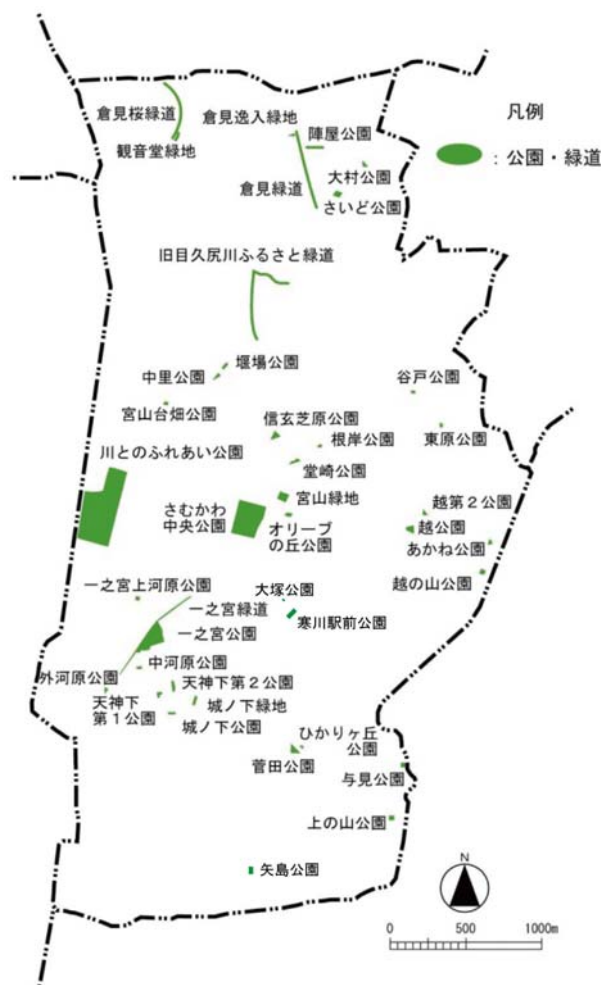 倉見桜緑道
観音堂緑地
倉見逸入緑地
陣屋公園
大村公園
倉見緑道
さいど公園
凡例
：公園・緑道
旧目久尻川ふるさと緑道
堰場公園
中里公園
宮山台畑公園
谷戸公園
信玄芝原公園
根岸公園
東原公園
川とのふれあい公園
堂崎公園
宮山緑地
さむかわ
中央公園
オリーブ
の丘公園
越第２公園
越公園
あかね公園
越の山公園
一之宮上河原公園
大塚公園
一之宮緑道
寒川駅前公園
一之宮公園
中河原公園
外河原公園
天神下第２公園
天神下
第１公園
城ノ下緑地
城ノ下公園
ひかりヶ丘
公園
菅田公園
与見公園
上の山公園
矢島公園
N
0 500 1000m